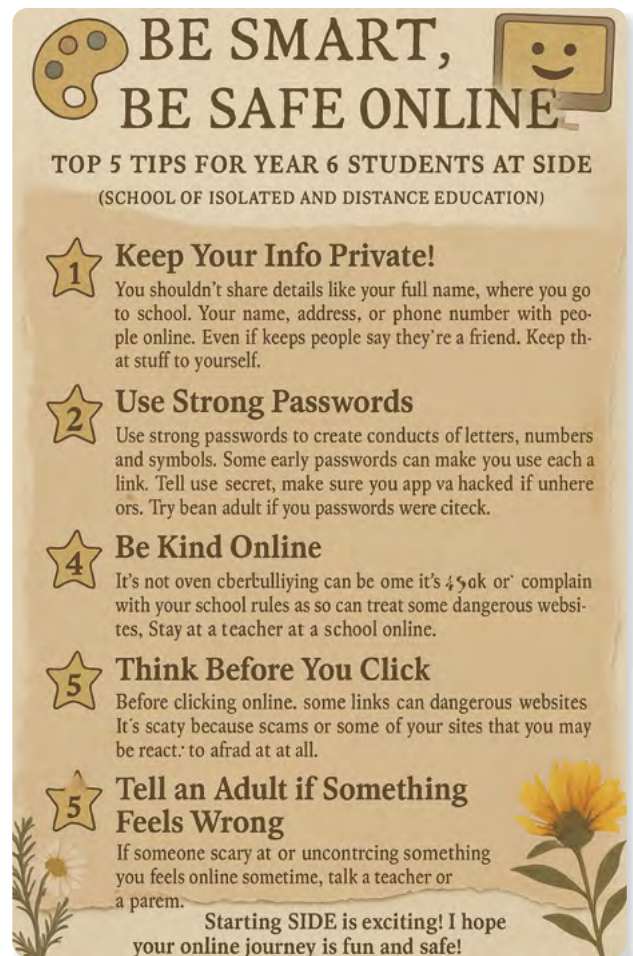 BE SMART,
BE SAFE ONLINE
TOP 5 TIPS FOR YEAR 6 STUDENTS AT SIDE
(SCHOOL OF ISOLATED AND DISTANCE EDUCATION)
1
Keep Your Info Private!
You shouldn't share details like your full name, where you go
to school. Your name, address, or phone number with peo-
ple online. Even if keeps people say they're a friend. Keep th-
at stuff to yourself.
2
Use Strong Passwords
Use strong passwords to create conducts of letters, numbers
and symbols. Some early passwords can make you use each a
link. Tell use secret, make sure you app va hacked if unhere
ors. Try bean adult if you passwords were citeck.
4
Be Kind Online
It's not oven cberbulliying can be ome it's or complain
with your school rules as so can treat some dangerous websi-
tes, Stay at a teacher at a school online.
5
Think Before You Click
Before clicking online. some links can dangerous websites
It's scaty because scams or some of your sites that you may
be react.: to afrad at at all.
5
Tell an Adult if Something
Feels Wrong
If someone scary at or uncontrcing something
you feels online sometime, talk a teacher or
a parem.
Starting SIDE is exciting! I hope
your online journey is fun and safe!